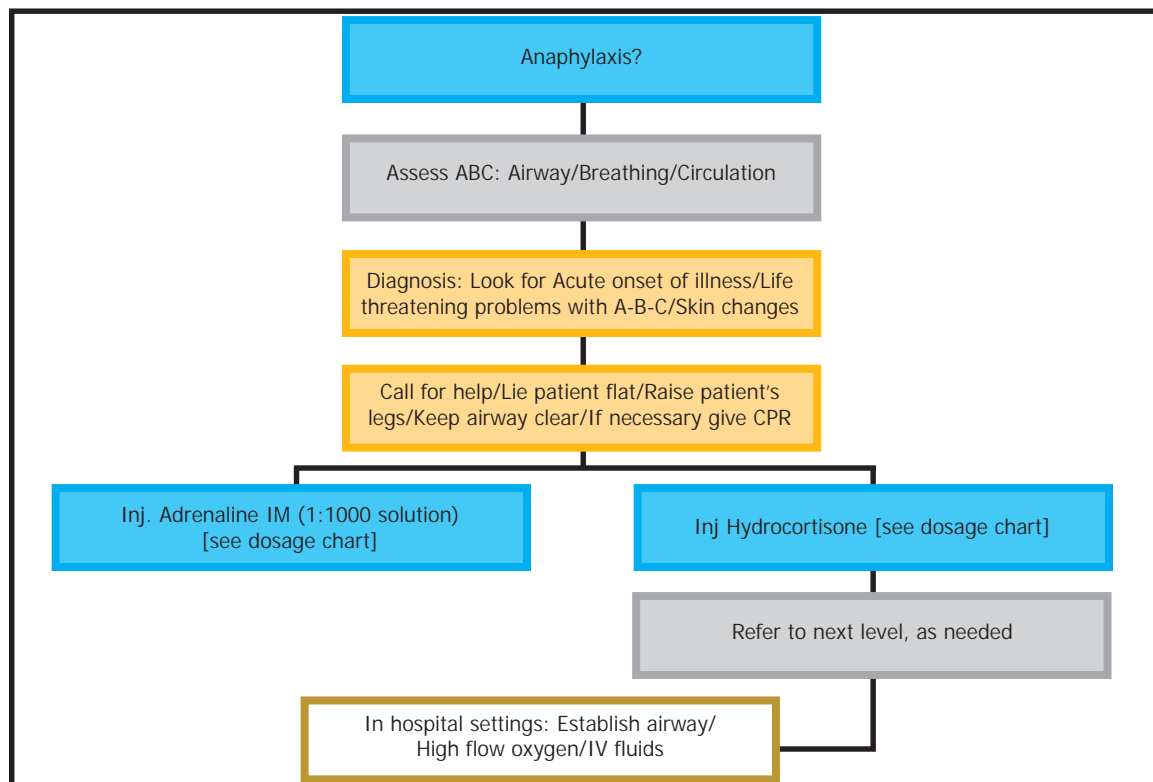 Anaphylaxis?
Assess ABC: Airway/Breathing/Circulation
Diagnosis: Look for Acute onset of illness/Life
threatening problems with A-B-C/Skin changes
Call for help/Lie patient flat/Raise patient's
legs/Keep airway clear/If necessary give CPR
Inj. Adrenaline IM (1:1000 solution)
[see dosage chart]
Inj Hydrocortisone [see dosage chart]
Refer to next level, as needed
In hospital settings: Establish airway/
High flow oxygen/IV fluids